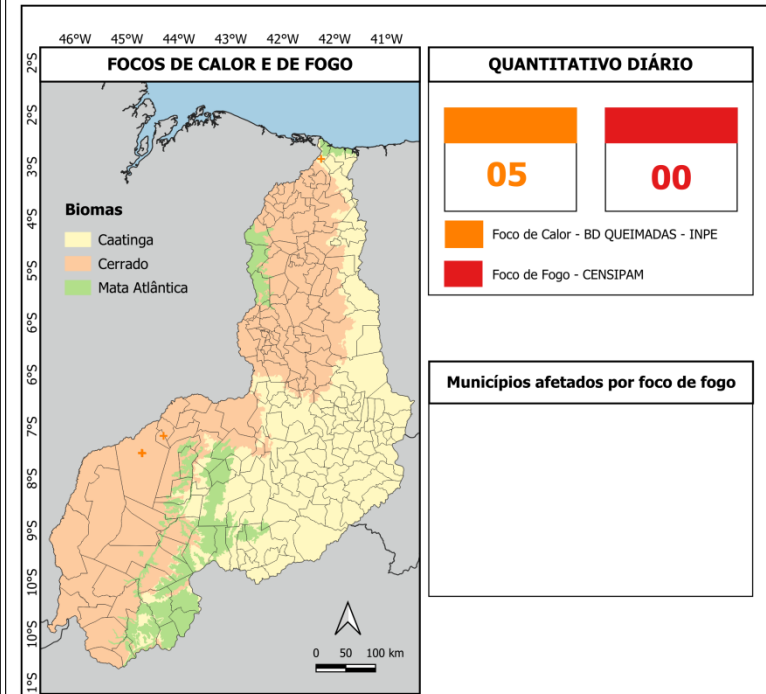 46°W 45°W 44°W 43°W 42°W 42°W 41°W
FOCOS DE CALOR E DE FOGO
2°S
2°S
3°S
4°S
5°S
6°S
6°S
7°S
8°S
9°S
10°S
10°S
1°S
Biomas
Caatinga
Cerrado
Mata Atlântica
0 50 100 km
QUANTITATIVO DIÁRIO
05
00
Foco de Calor - BD QUEIMADAS - INPE
Foco de Fogo - CENSIPAM
Municípios afetados por foco de fogo